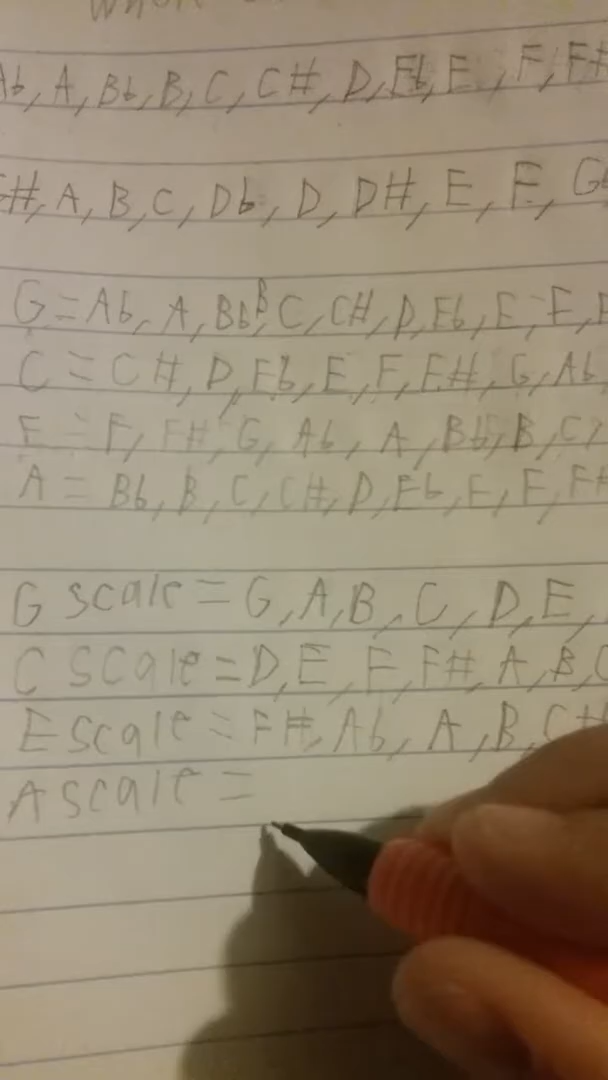 Ab, A, Bb, B, C, C#, D, Eb, E, F, F#
G#, A, B, C, Db, D, D#, E, F, G
G = Ab, A, Bb B, C, C#, D, Eb, E, F,
C = C#, D, Eb, E, F, F#, G, Ab
E = F, F#, G, Ab, A, Bb, B, C,
A = Bb, B, C, C#, D, Eb, E, F, F#
G scale = G, A, B, C, D, E,
C scale = D, E, F, F#, A, B, C
E scale = F#, Ab, A, B, C#
A scale =